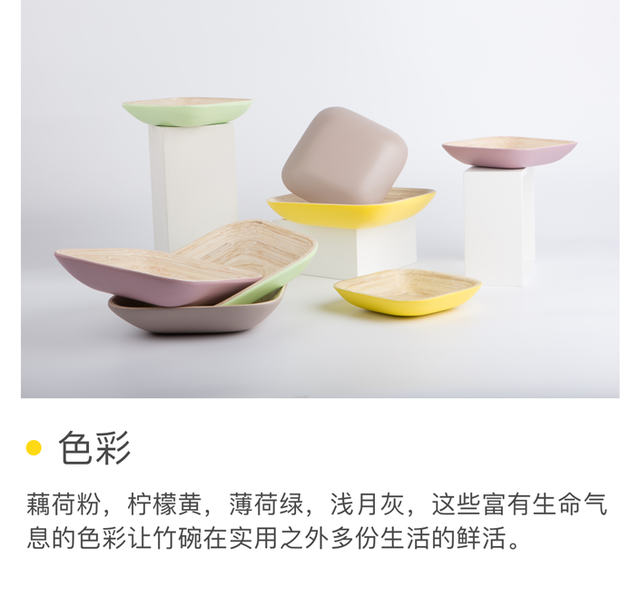 色彩
藕荷粉，柠檬黄，薄荷绿，浅月灰，这些富有生命气
息的色彩让竹碗在实用之外多份生活的鲜活。